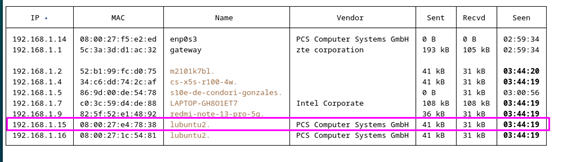 IP MAC Name Vendor Sent Recvd Seen
192.168.1.14 08:00:27:f5:e2:ed enp0s3 PCS Computer Systems GmbH 0 B 0 B 02:59:34
192.168.1.1 5c:3a:3d:d1:ac:32 gateway zte corporation 193 kB 105 kB 02:59:34
192.168.1.2 52:b1:99:fc:d0:75 m2101k7bl. 41 kB 31 kB 03:44:20
192.168.1.4 34:c6:dd:74:2c:af cs-x5s-r100-4w. 41 kB 31 kB 03:44:19
192.168.1.5 86:9d:00:de:54:78 s10e-de-condori-gonzales. 0 B 31 kB 03:00:56
192.168.1.7 c0:3c:59:d4:de:88 LAPTOP-GH8O1ET7 Intel Corporate 108 kB 108 kB 03:44:19
192.168.1.9 82:5f:52:e1:48:92 redmi-note-13-pro-5g. 36 kB 31 kB 03:44:19
192.168.1.15 08:00:27:e4:78:38 lubuntu2. PCS Computer Systems GmbH 41 kB 31 kB 03:44:19
192.168.1.16 08:00:27:1c:54:81 lubuntu2. PCS Computer Systems GmbH 41 kB 31 kB 03:44:19